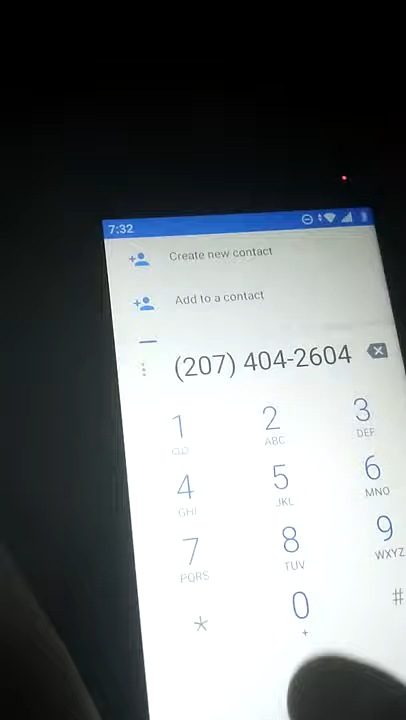 7:32
Create new contact
Add to a contact
(207) 404-2604
1 2 3
ABC DEF
4 5 6
GHI JKL MNO
7 8 9
PQRS TUV WXYZ
* 0 #
+